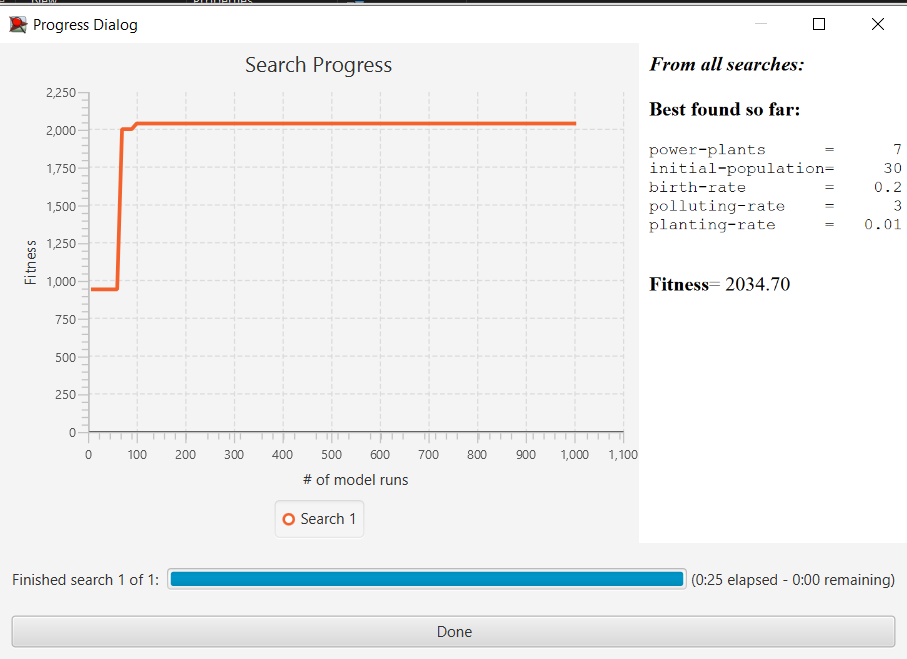 Progress Dialog
Search Progress
From all searches:
Best found so far:
power-plants = 7
initial-population= 30
birth-rate = 0.2
polluting-rate = 3
planting-rate = 0.01
Fitness= 2034.70
2,250
2,000
1,750
1,500
1,250
1,000
750
500
250
0
Fitness
0 100 200 300 400 500 600 700 800 900 1,000 1,100
# of model runs
Search 1
Finished search 1 of 1: (0:25 elapsed - 0:00 remaining)
Done